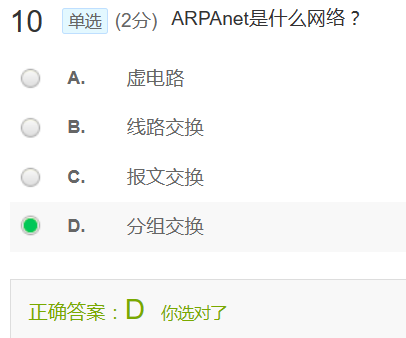 10 单选 (2分) ARPAnet是什么网络？
A. 虚电路
B. 线路交换
C. 报文交换
D. 分组交换
正确答案：D 你选对了